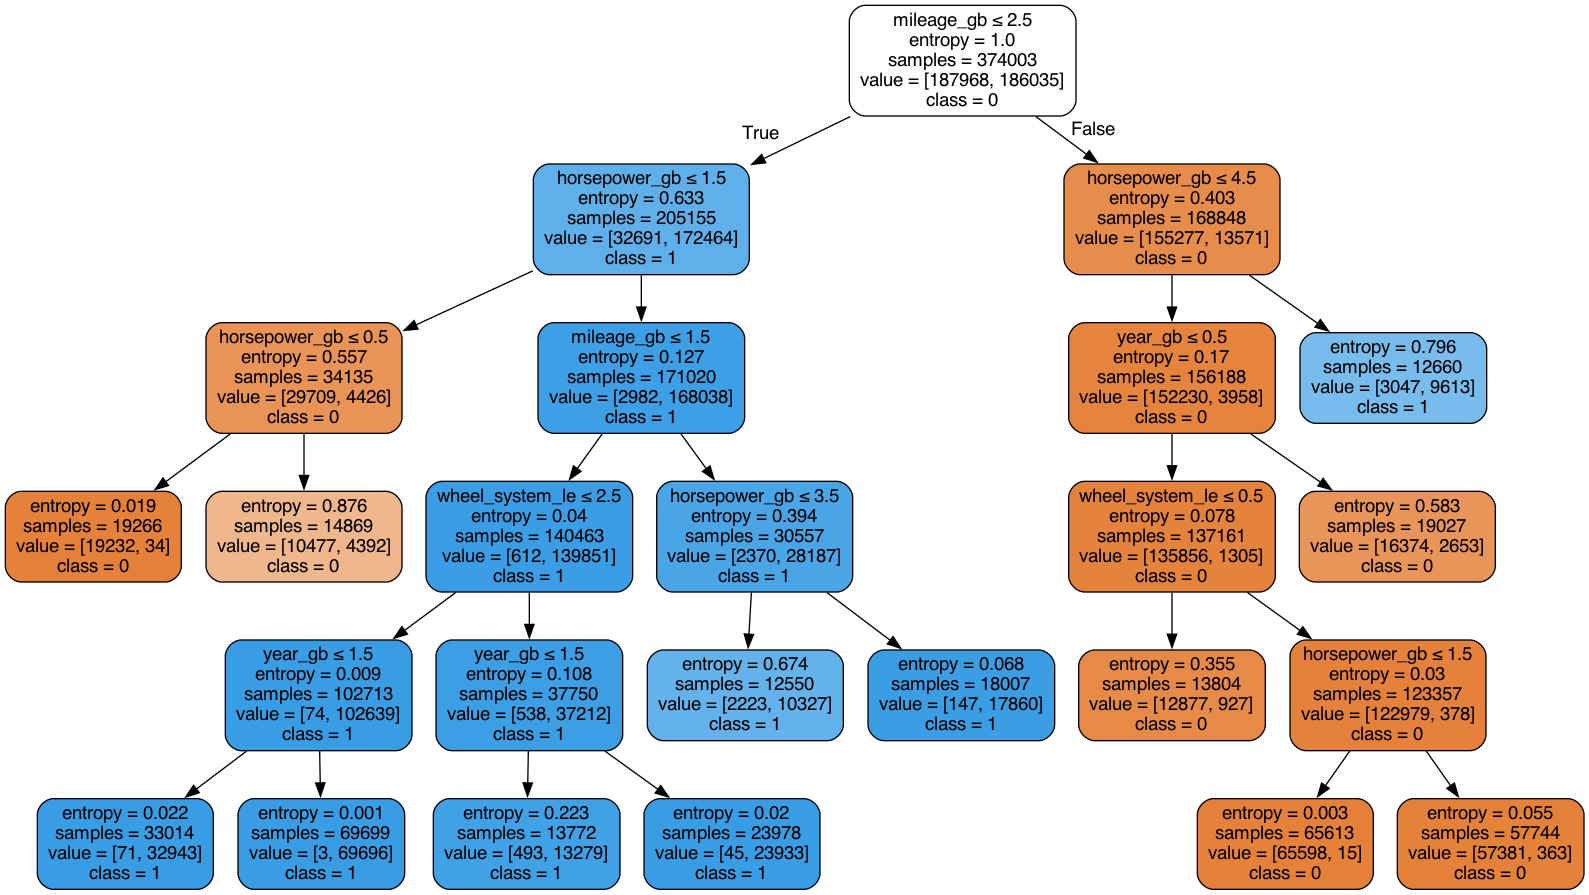 mileage_gb ≤ 2.5
entropy = 1.0
samples = 374003
value = [187968, 186035]
class = 0
True
False
horsepower_gb ≤ 1.5
entropy = 0.633
samples = 205155
value = [32691, 172464]
class = 1
horsepower_gb ≤ 4.5
entropy = 0.403
samples = 168848
value = [155277, 13571]
class = 0
horsepower_gb ≤ 0.5
entropy = 0.557
samples = 34135
value = [29709, 4426]
class = 0
mileage_gb ≤ 1.5
entropy = 0.127
samples = 171020
value = [2982, 168038]
class = 1
year_gb ≤ 0.5
entropy = 0.17
samples = 156188
value = [152230, 3958]
class = 0
entropy = 0.796
samples = 12660
value = [3047, 9613]
class = 1
entropy = 0.019
samples = 19266
value = [19232, 34]
class = 0
entropy = 0.876
samples = 14869
value = [10477, 4392]
class = 0
wheel_system_le ≤ 2.5
entropy = 0.04
samples = 140463
value = [612, 139851]
class = 1
horsepower_gb ≤ 3.5
entropy = 0.394
samples = 30557
value = [2370, 28187]
class = 1
wheel_system_le ≤ 0.5
entropy = 0.078
samples = 137161
value = [135856, 1305]
class = 0
entropy = 0.583
samples = 19027
value = [16374, 2653]
class = 0
year_gb ≤ 1.5
entropy = 0.009
samples = 102713
value = [74, 102639]
class = 1
year_gb ≤ 1.5
entropy = 0.108
samples = 37750
value = [538, 37212]
class = 1
entropy = 0.674
samples = 12550
value = [2223, 10327]
class = 1
entropy = 0.068
samples = 18007
value = [147, 17860]
class = 1
entropy = 0.355
samples = 13804
value = [12877, 927]
class = 0
horsepower_gb ≤ 1.5
entropy = 0.03
samples = 123357
value = [122979, 378]
class = 0
entropy = 0.022
samples = 33014
value = [71, 32943]
class = 1
entropy = 0.001
samples = 69699
value = [3, 69696]
class = 1
entropy = 0.223
samples = 13772
value = [493, 13279]
class = 1
entropy = 0.02
samples = 23978
value = [45, 23933]
class = 1
entropy = 0.003
samples = 65613
value = [65598, 15]
class = 0
entropy = 0.055
samples = 57744
value = [57381, 363]
class = 0